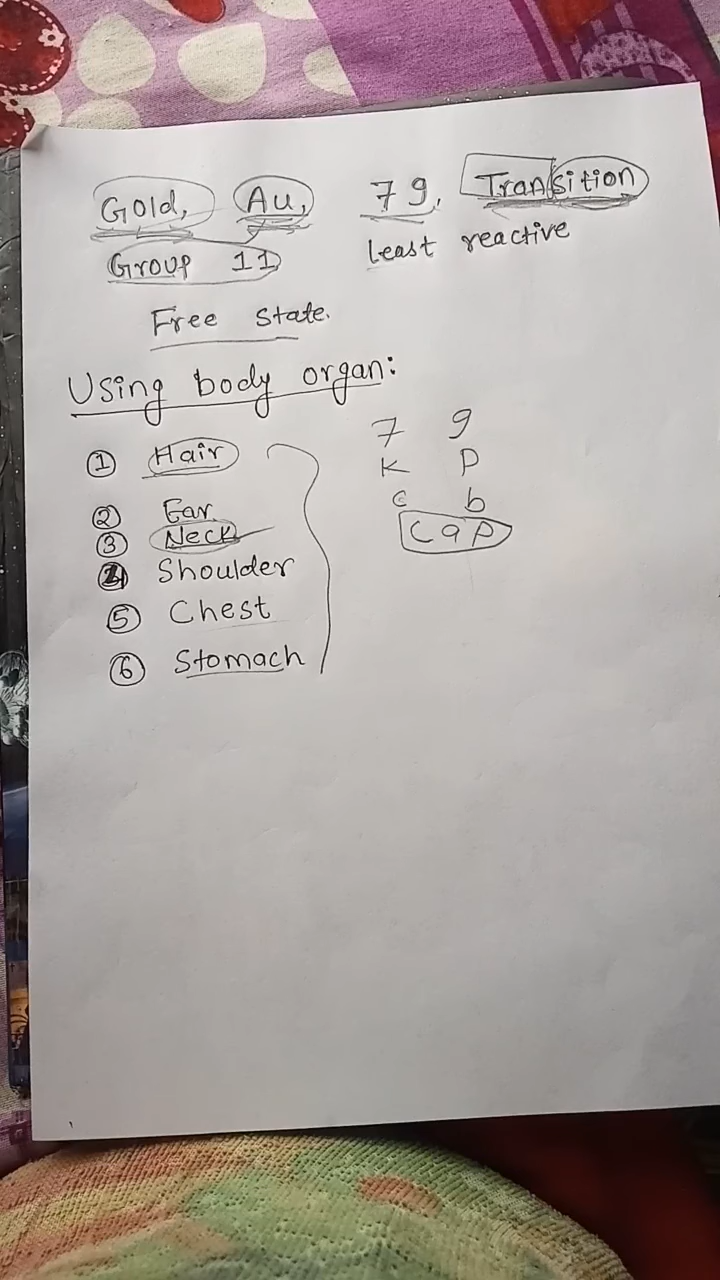 Gold, Au, 79, Transition
Group 11 least reactive
Free state.
Using body organ:
① Hair
② Ear
③ Neck
④ Shoulder
⑤ Chest
⑥ Stomach
7 9
K P
c b
Cap